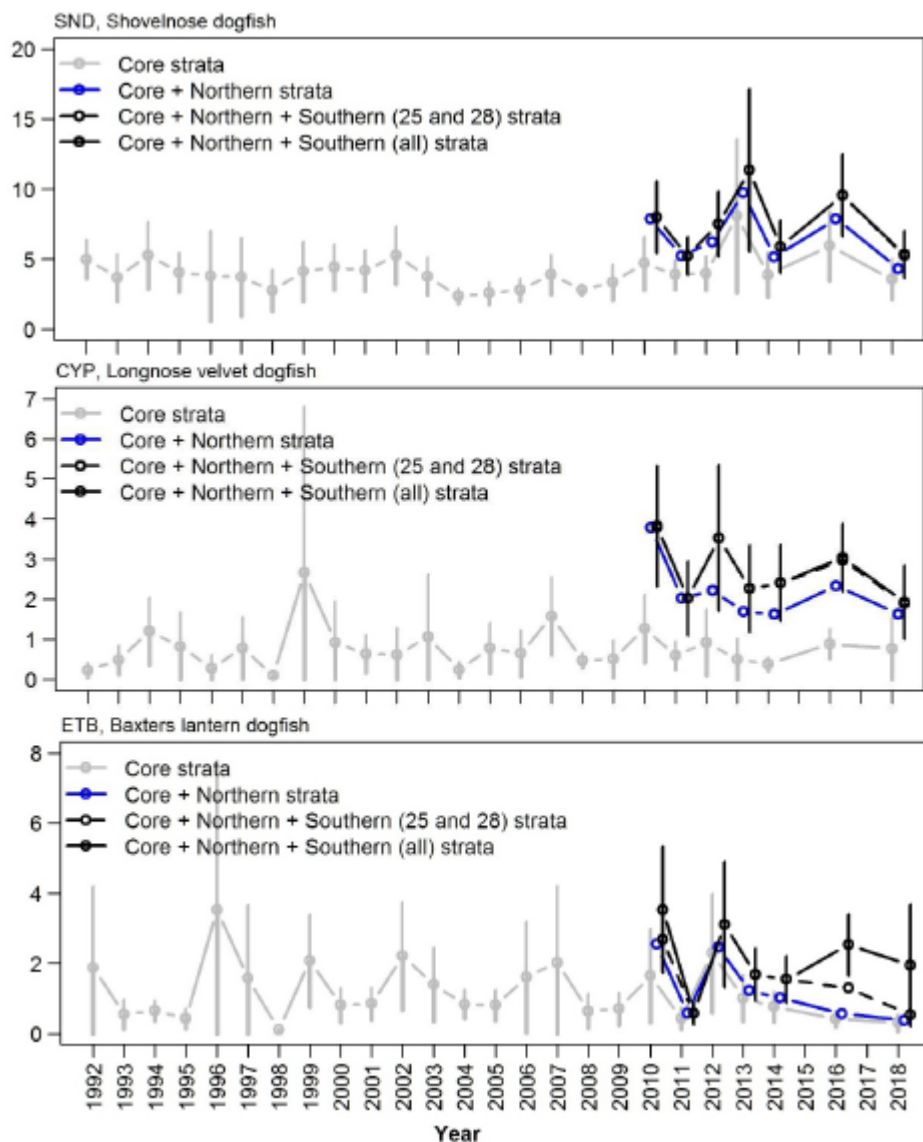 SND, Shovelnose dogfish
20
Core strata
Core + Northern strata
15
Core + Northern + Southern (25 and 28) strata
Core + Northern + Southern (all) strata
10
5
0
CYP, Longnose velvet dogfish
7
Core strata
6
Core + Northern strata
Core + Northern + Southern (25 and 28) strata
5
Core + Northern + Southern (all) strata
4
3
2
1
0
ETB, Baxters lantern dogfish
8
Core strata
Core + Northern strata
Core + Northern + Southern (25 and 28) strata
6
Core + Northern + Southern (all) strata
4
2
0
1992 1993 1994 1995 1996 1997 1998 1999 2000 2001 2002 2003 2004 2005 2006 2007 2008 2009 2010 2011 2012 2013 2014 2015 2016 2017 2018
Year